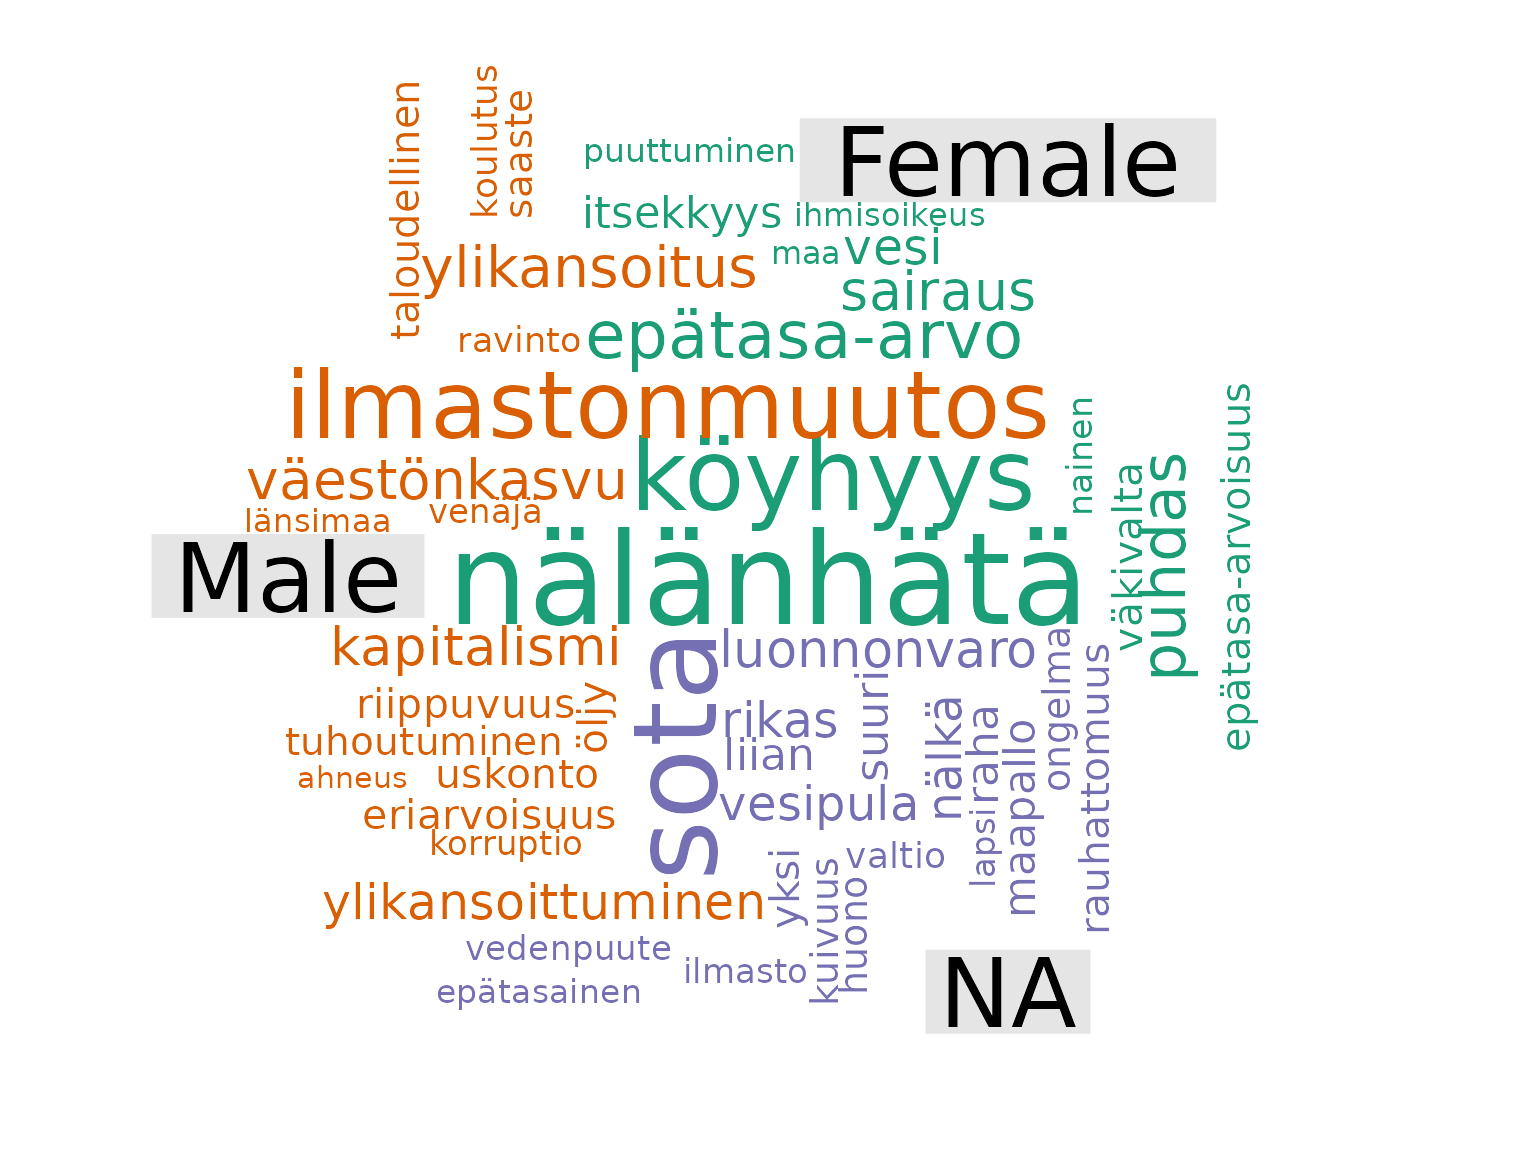 koulutus
taloudellinen
saaste
puuttuminen
Female
itsekkyys
ihmisoikeus
maa
vesi
ylikansoitus
sairaus
ravinto
epätasa-arvo
ilmastonmuutos
köyhyys
nainen
väkivalta
puhdas
epätasa-arvoisuus
väestönkasvu
venäjä
länsimaa
Male
nälänhätä
kapitalismi
sota
luonnonvaro
riippuvuus
öljy
rikas
suuri
nälkä
raha
ongelma
rauhattomuus
tuhoutuminen
liian
ahneus
uskonto
vesipula
lapsi
maapallo
eriarvoisuus
korruptio
yksi
valtio
kuivuus
huono
ylikansoittuminen
vedenpuute
ilmasto
epätasainen
NA